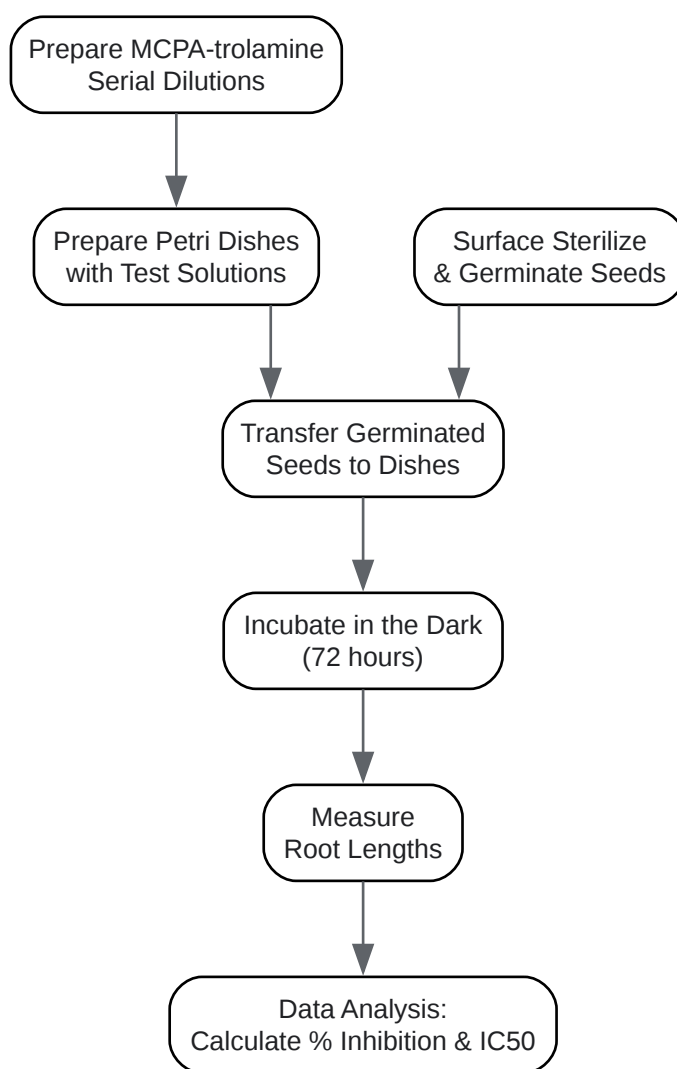 Prepare MCPA-trolamine
Serial Dilutions
Prepare Petri Dishes
with Test Solutions
Surface Sterilize
& Germinate Seeds
Transfer Germinated
Seeds to Dishes
Incubate in the Dark
(72 hours)
Measure
Root Lengths
Data Analysis:
Calculate % Inhibition & IC50